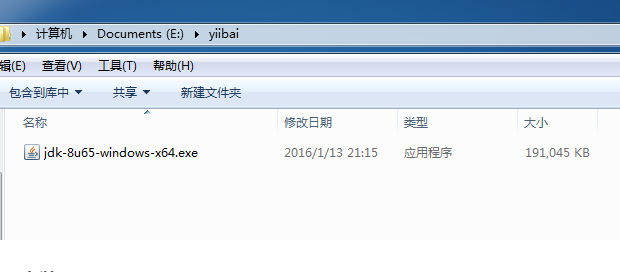 计算机 Documents (E:) yiibai
辑(E) 查看(V) 工具(T) 帮助(H)
包含到库中 共享 新建文件夹
名称 修改日期 类型 大小
jdk-8u65-windows-x64.exe 2016/1/13 21:15 应用程序 191,045 KB